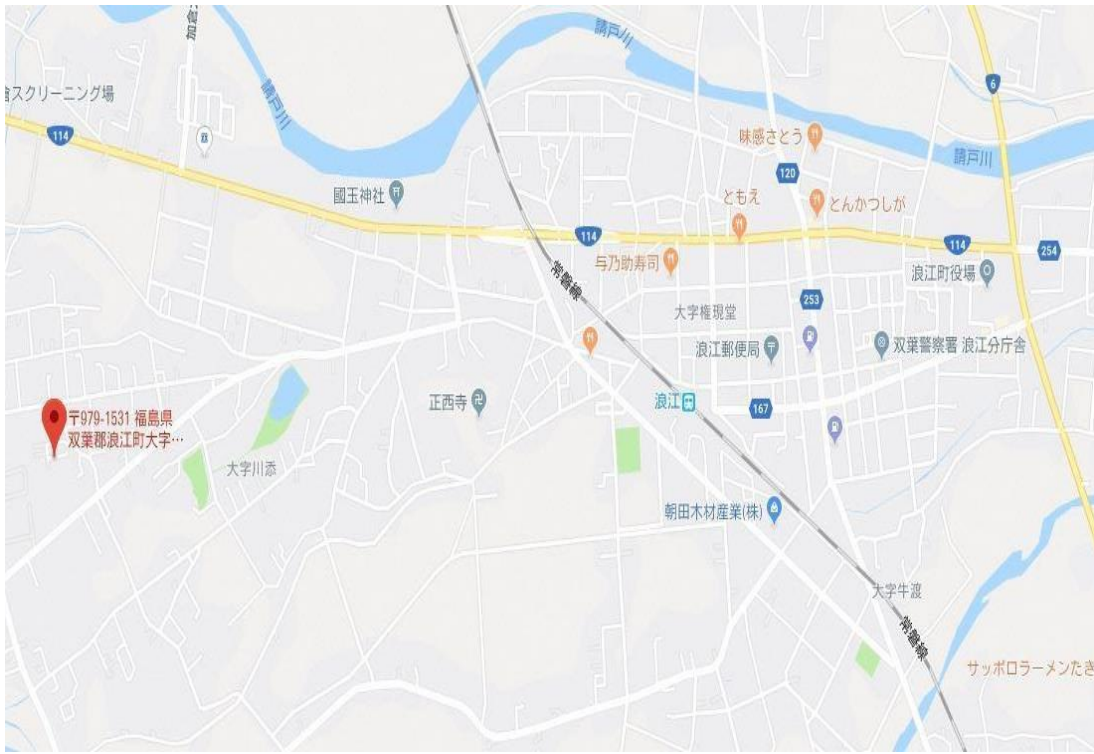 請戸川
6
スクリーニング場
請戸川
114
味感さとう
請戸川
120
國玉神社
ともえ
とんかつしが
114
114
254
与乃助寿司
浪江町役場
常磐線
253
大字権現堂
浪江郵便局
双葉警察署 浪江分庁舎
正西寺
浪江
167
〒979-1531 福島県
双葉郡浪江町大字…
大字川添
朝田木材産業(株)
大字牛渡
常磐線
サッポロラーメンたき